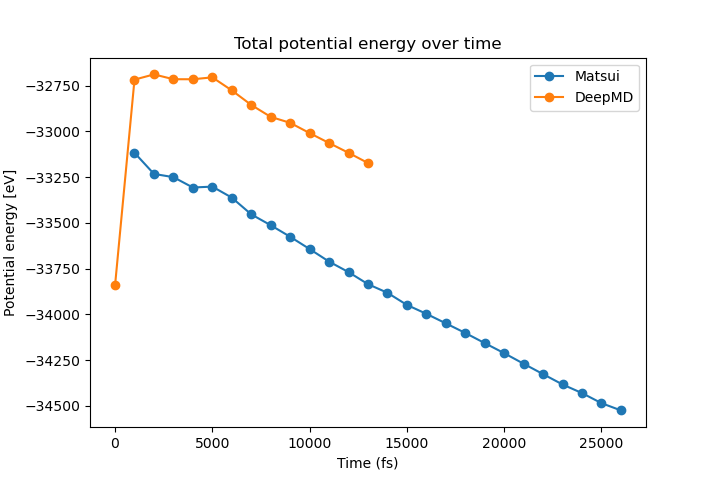 Total potential energy over time
Matsui
DeepMD
Potential energy [eV]
−32750
−33000
−33250
−33500
−33750
−34000
−34250
−34500
0 5000 10000 15000 20000 25000
Time (fs)